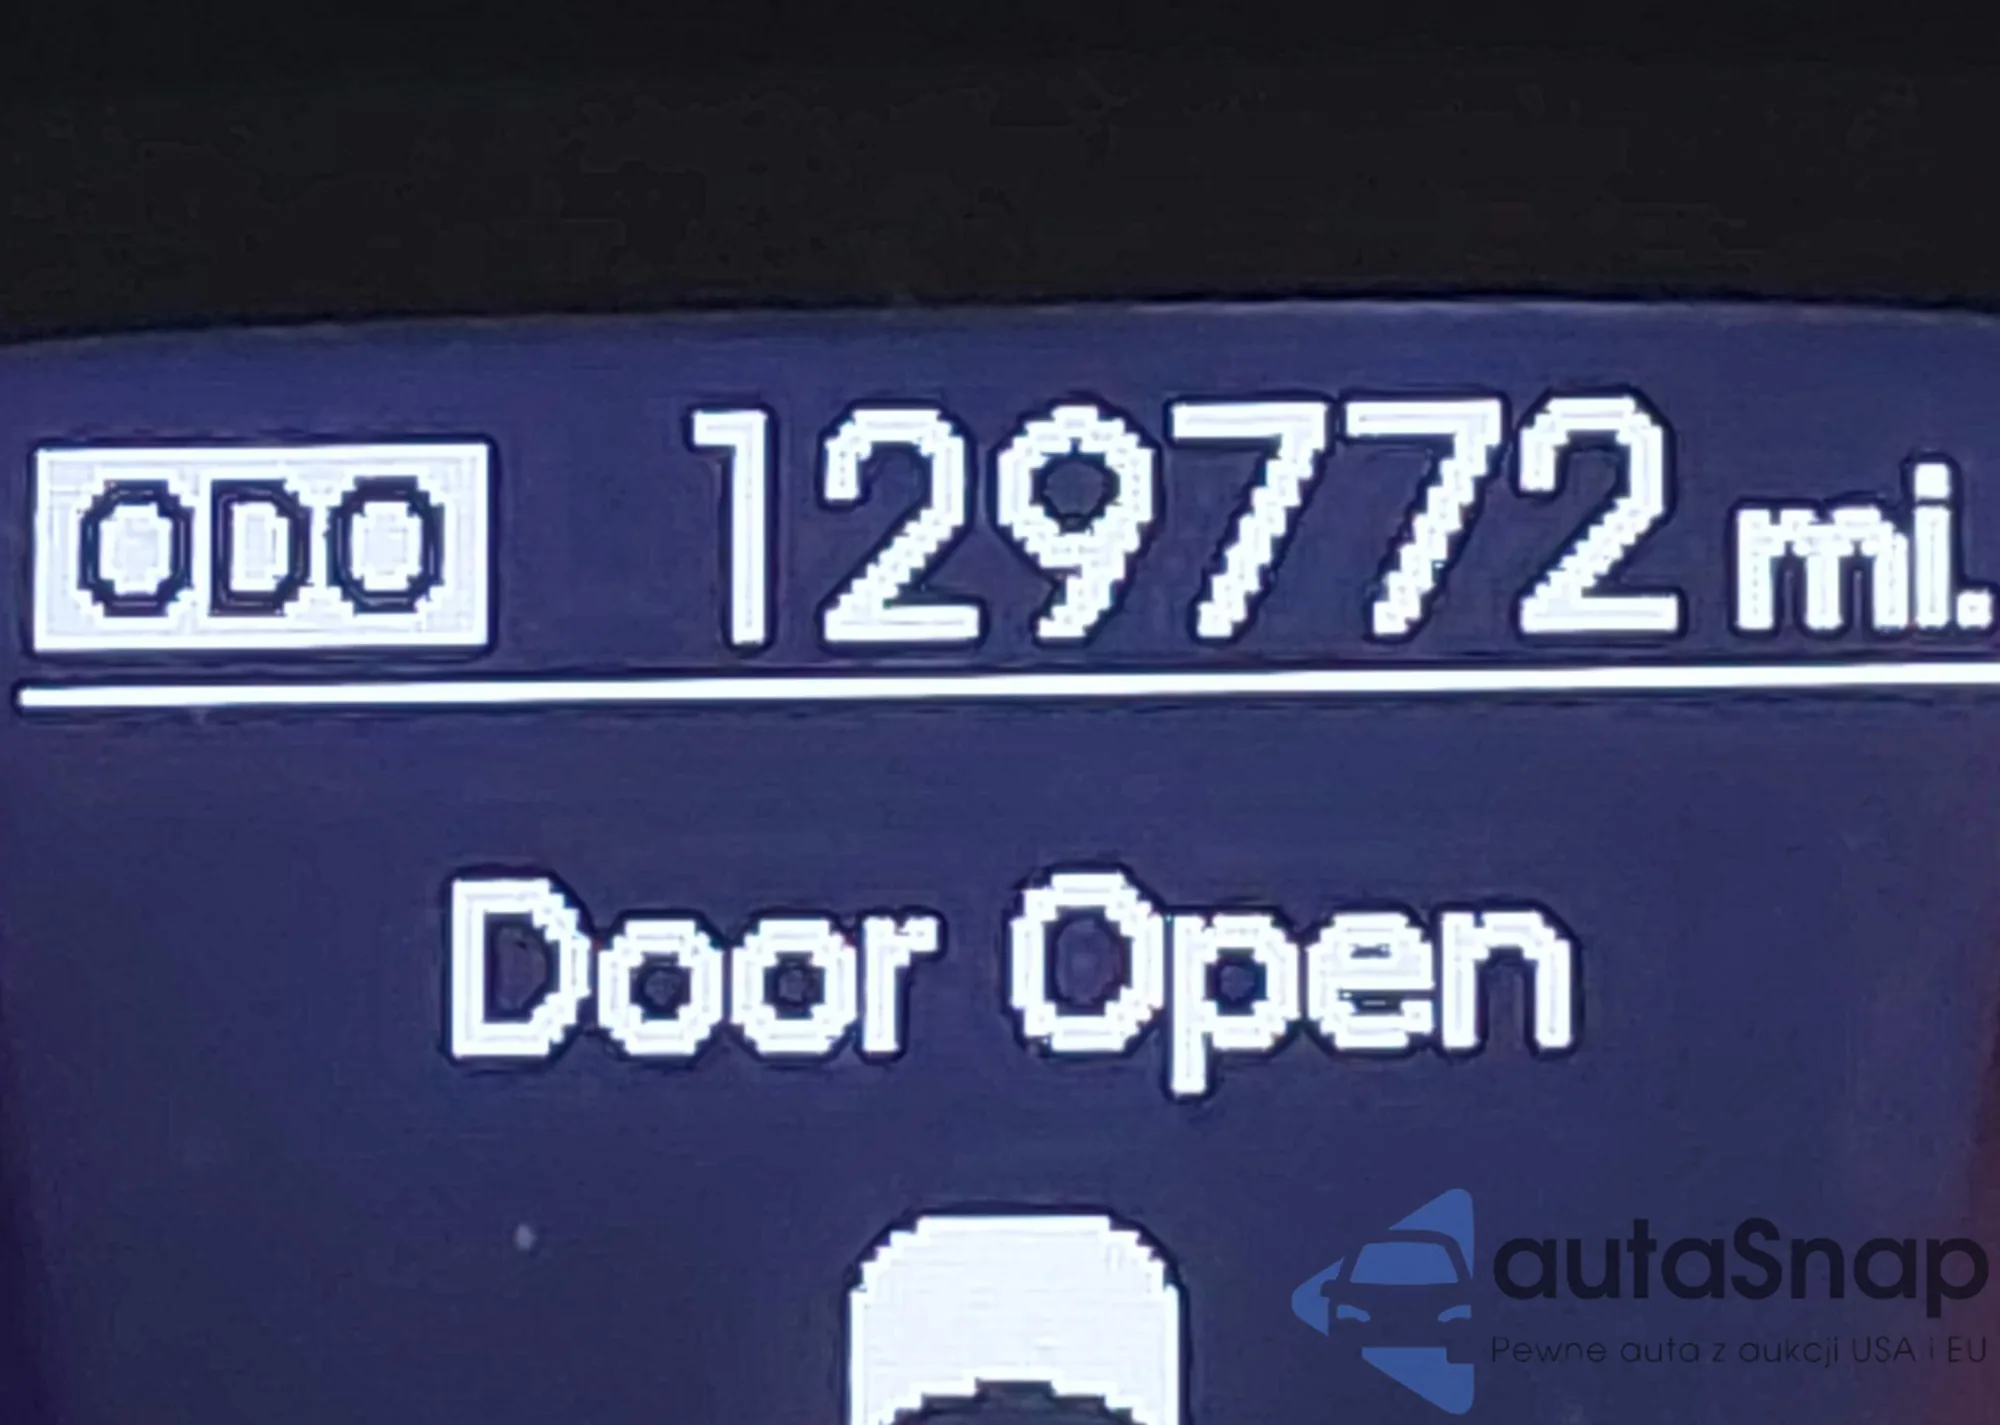 ODO 129772 mi.
Door Open
autaSnap
Pewne auta z aukcji USA i EU